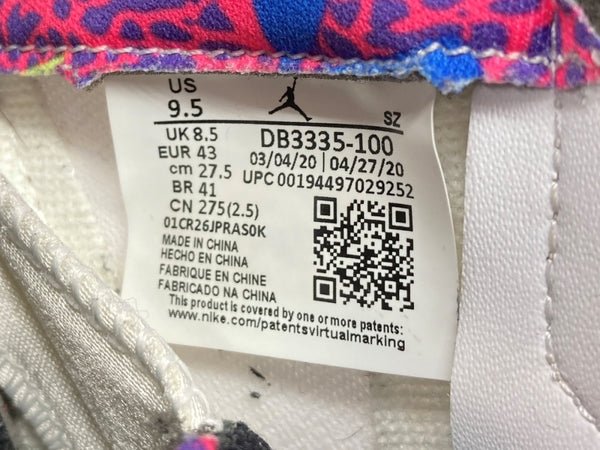 US
9.5
SZ
UK 8.5
EUR 43
cm 27.5
BR 41
CN 275(2.5)
01CR26JPRAS0K
DB3335-100
03/04/20 | 04/27/20
UPC 00194497029252
MADE IN CHINA
HECHO EN CHINA
FABRIQUE EN CHINE
FABRICADO NA CHINA
This product is covered by one or more patents:
www.nike.com/patentsvirtualmarking